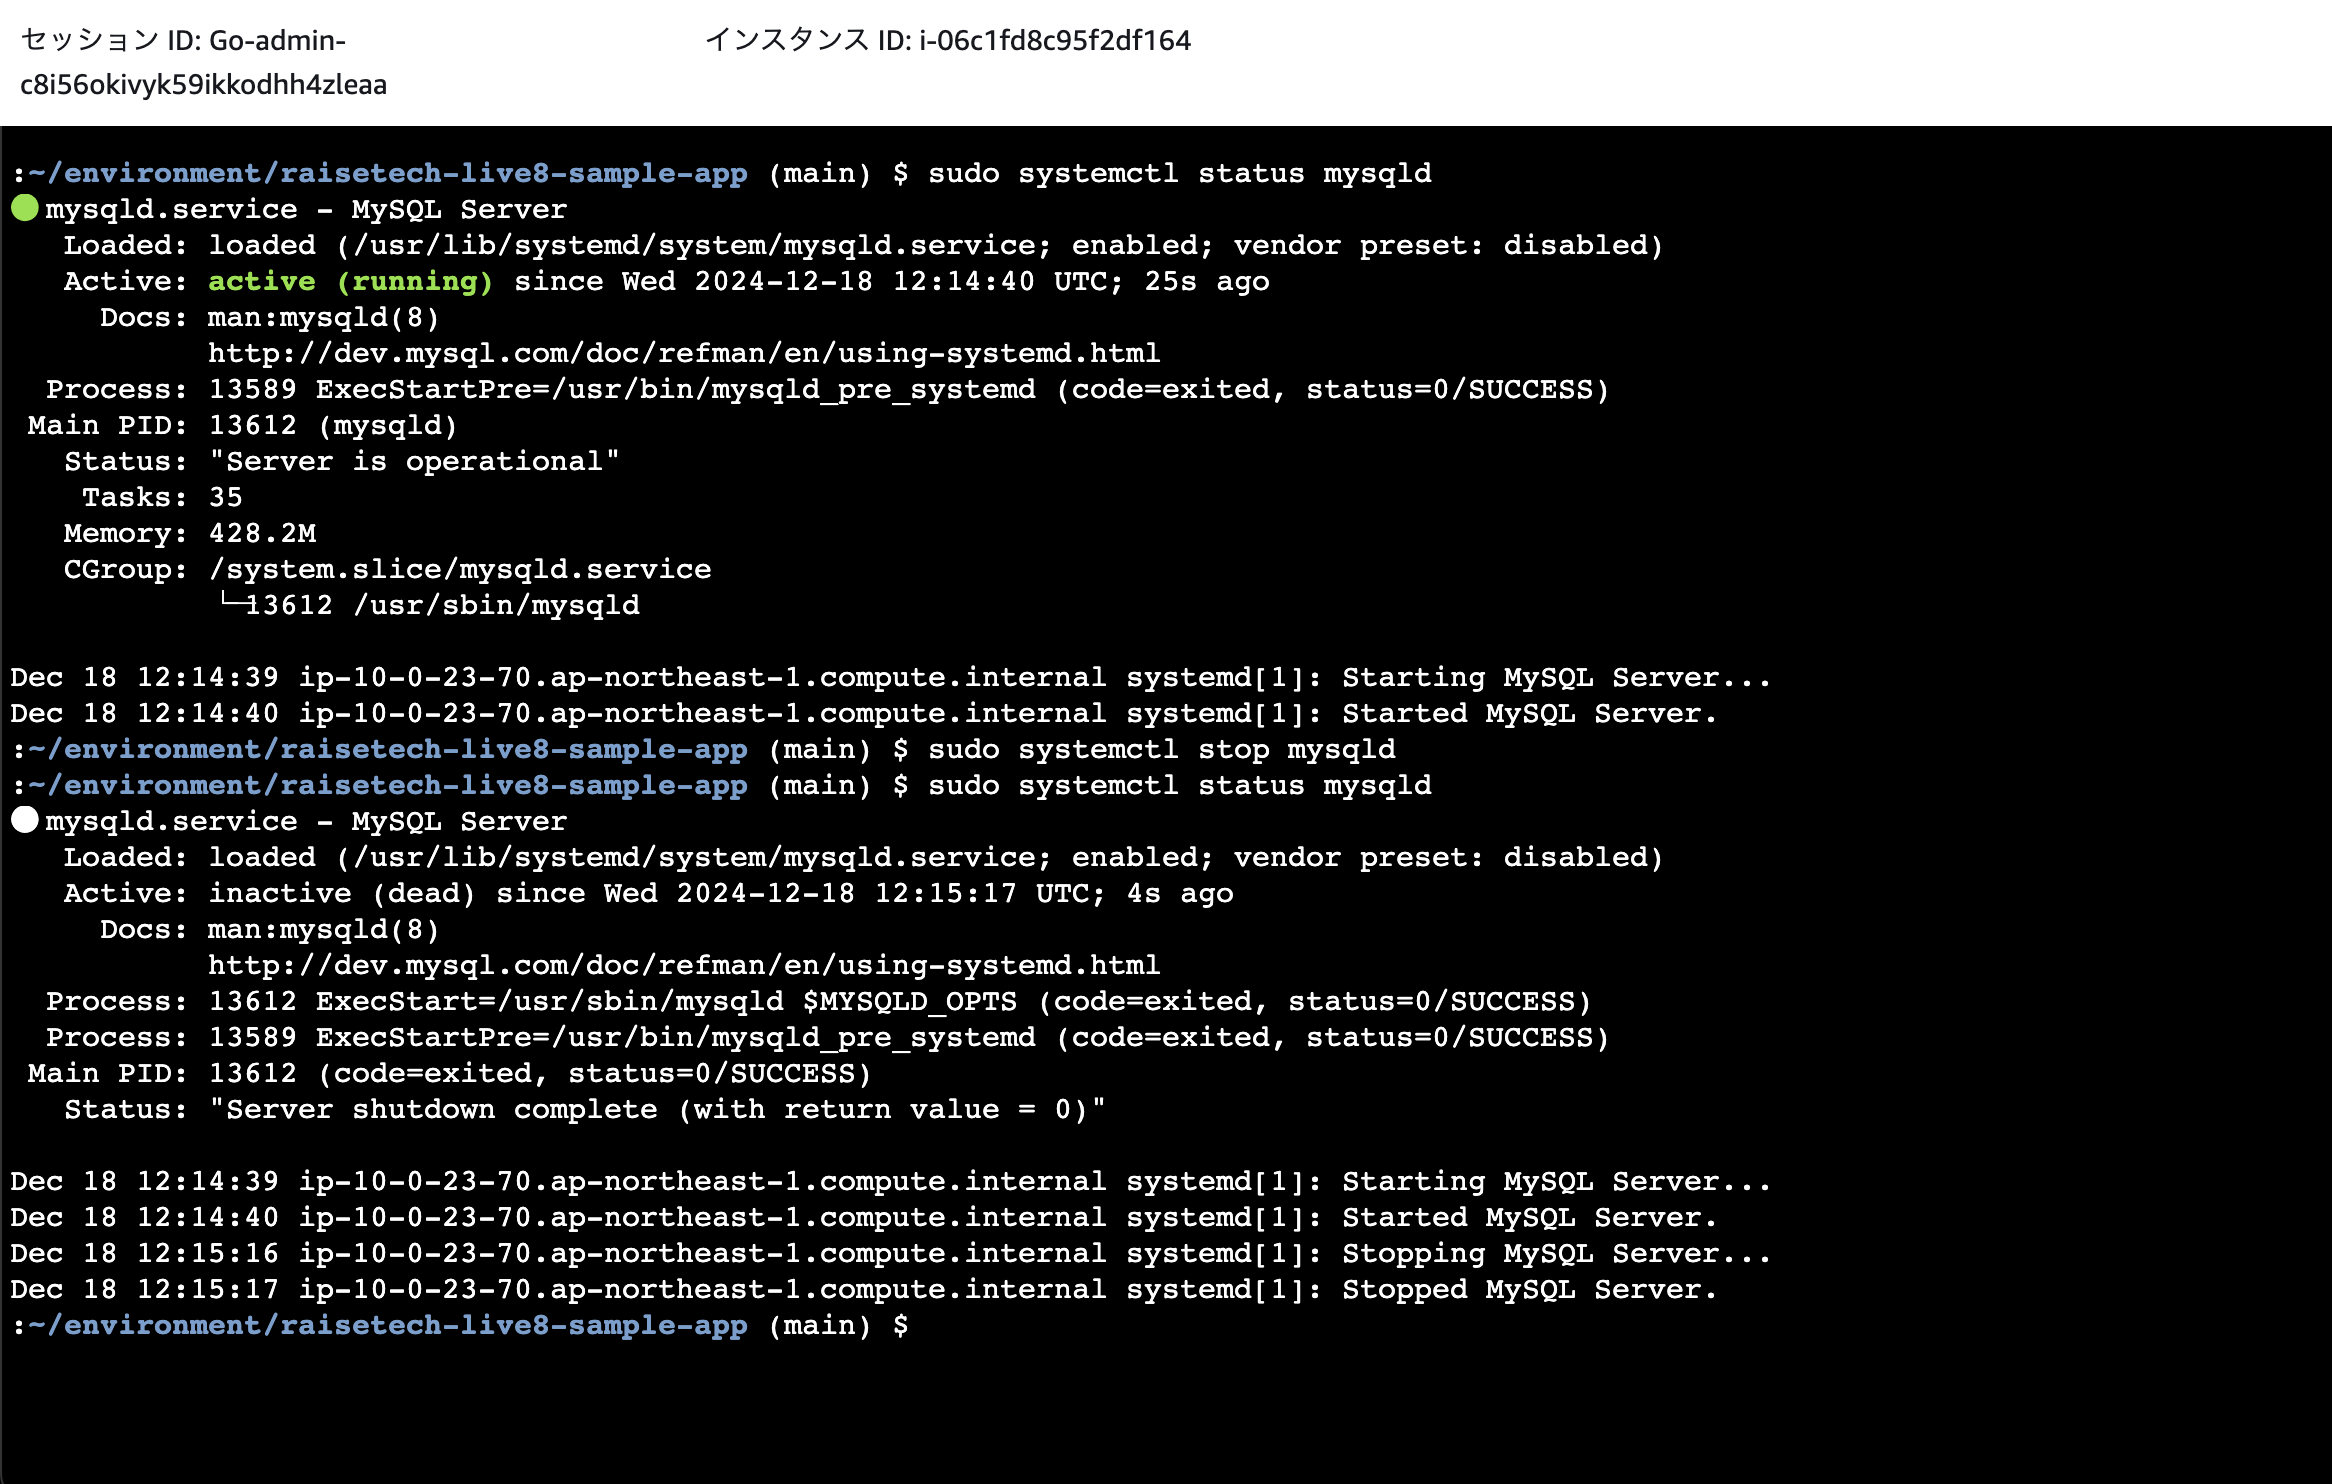 セッション ID: Go-admin-
c8i56okivyk59ikkodhh4zleaa
インスタンス ID: i-06c1fd8c95f2df164
:~/environment/raisetech-live8-sample-app (main) $ sudo systemctl status mysqld
● mysqld.service - MySQL Server
   Loaded: loaded (/usr/lib/systemd/system/mysqld.service; enabled; vendor preset: disabled)
   Active: active (running) since Wed 2024-12-18 12:14:40 UTC; 25s ago
     Docs: man:mysqld(8)
           http://dev.mysql.com/doc/refman/en/using-systemd.html
  Process: 13589 ExecStartPre=/usr/bin/mysqld_pre_systemd (code=exited, status=0/SUCCESS)
 Main PID: 13612 (mysqld)
   Status: "Server is operational"
    Tasks: 35
   Memory: 428.2M
   CGroup: /system.slice/mysqld.service
           └─13612 /usr/sbin/mysqld
Dec 18 12:14:39 ip-10-0-23-70.ap-northeast-1.compute.internal systemd[1]: Starting MySQL Server...
Dec 18 12:14:40 ip-10-0-23-70.ap-northeast-1.compute.internal systemd[1]: Started MySQL Server.
:~/environment/raisetech-live8-sample-app (main) $ sudo systemctl stop mysqld
:~/environment/raisetech-live8-sample-app (main) $ sudo systemctl status mysqld
● mysqld.service - MySQL Server
   Loaded: loaded (/usr/lib/systemd/system/mysqld.service; enabled; vendor preset: disabled)
   Active: inactive (dead) since Wed 2024-12-18 12:15:17 UTC; 4s ago
     Docs: man:mysqld(8)
           http://dev.mysql.com/doc/refman/en/using-systemd.html
  Process: 13612 ExecStart=/usr/sbin/mysqld $MYSQLD_OPTS (code=exited, status=0/SUCCESS)
  Process: 13589 ExecStartPre=/usr/bin/mysqld_pre_systemd (code=exited, status=0/SUCCESS)
 Main PID: 13612 (code=exited, status=0/SUCCESS)
   Status: "Server shutdown complete (with return value = 0)"
Dec 18 12:14:39 ip-10-0-23-70.ap-northeast-1.compute.internal systemd[1]: Starting MySQL Server...
Dec 18 12:14:40 ip-10-0-23-70.ap-northeast-1.compute.internal systemd[1]: Started MySQL Server.
Dec 18 12:15:16 ip-10-0-23-70.ap-northeast-1.compute.internal systemd[1]: Stopping MySQL Server...
Dec 18 12:15:17 ip-10-0-23-70.ap-northeast-1.compute.internal systemd[1]: Stopped MySQL Server.
:~/environment/raisetech-live8-sample-app (main) $